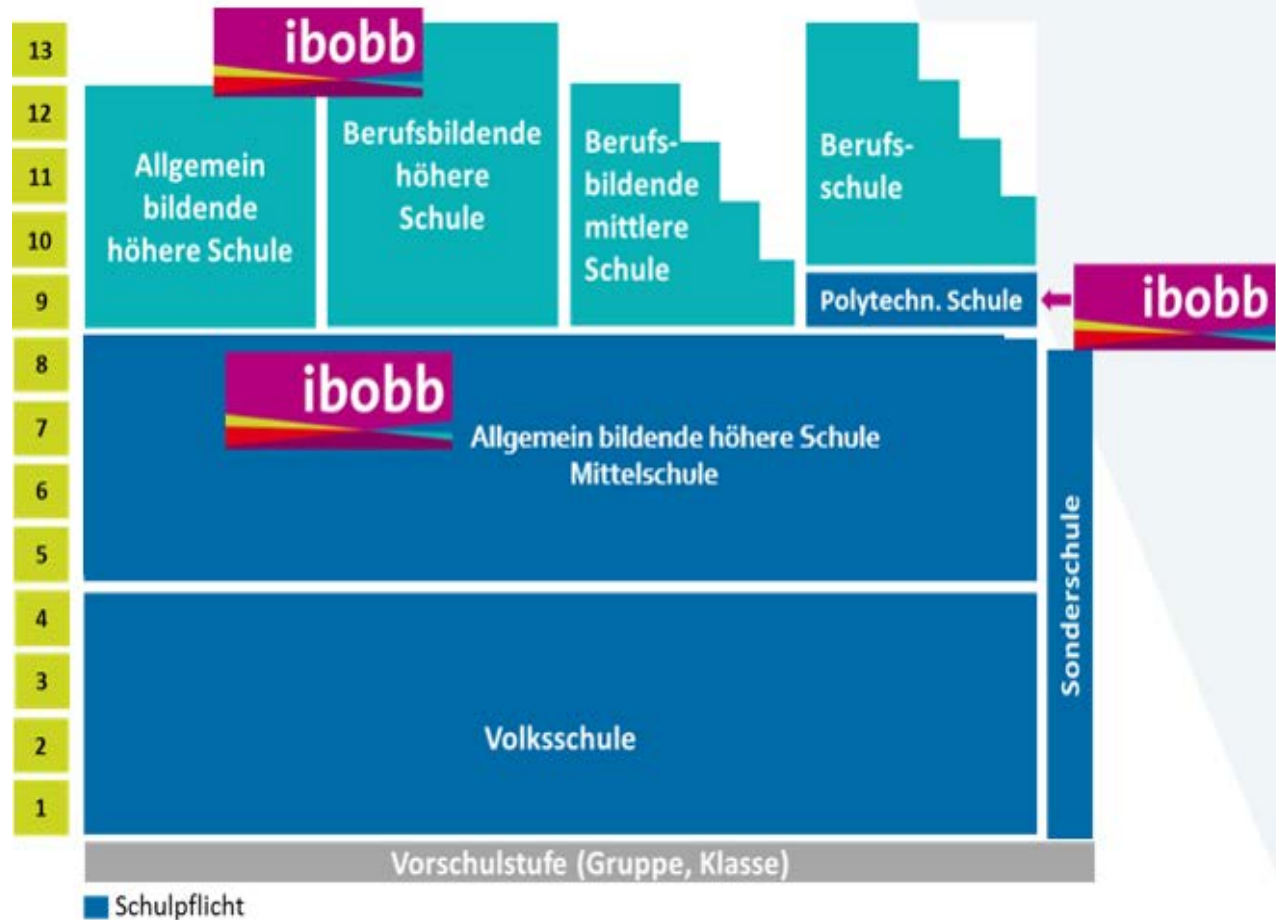 13
12
11
10
9
8
7
6
5
4
3
2
1
ibobb
Allgemein
bildende
höhere Schule
Berufsbildende
höhere
Schule
Berufs-
bildende
mittlere
Schule
Berufs-
schule
Polytechn. Schule
ibobb
ibobb
Allgemein bildende höhere Schule
Mittelschule
Sonderschule
Volksschule
Vorschulstufe (Gruppe, Klasse)
Schulpflicht